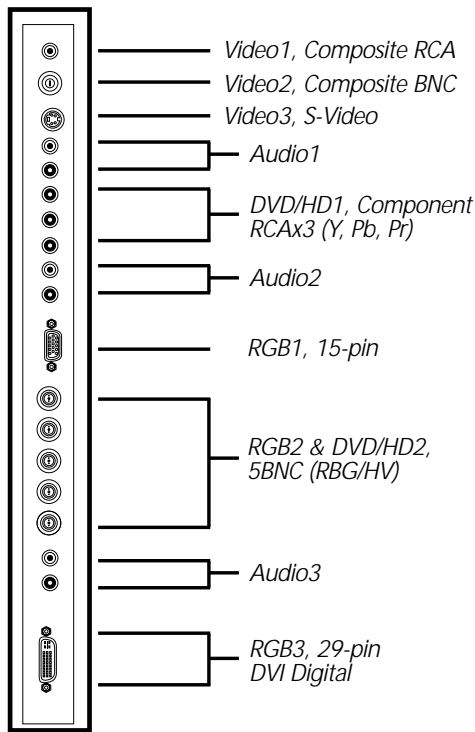 Video1, Composite RCA
Video2, Composite BNC
Video3, S-Video
Audio1
DVD/HD1, Component
RCAx3 (Y, Pb, Pr)
Audio2
RGB1, 15-pin
RGB2 & DVD/HD2,
5BNC (RBG/HV)
Audio3
RGB3, 29-pin
DVI Digital